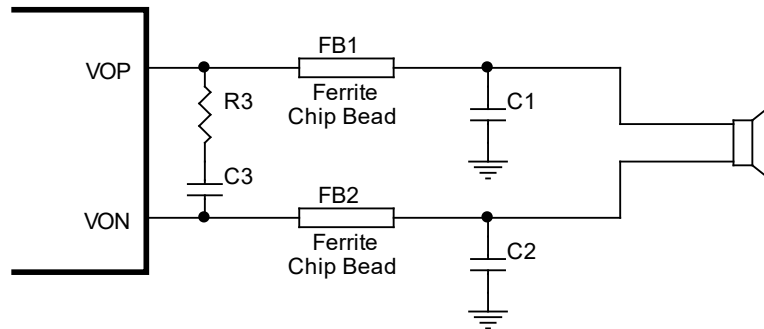 FB1
VOP
Ferrite
Chip Bead
R3
C1
C3
FB2
VON
Ferrite
Chip Bead
C2